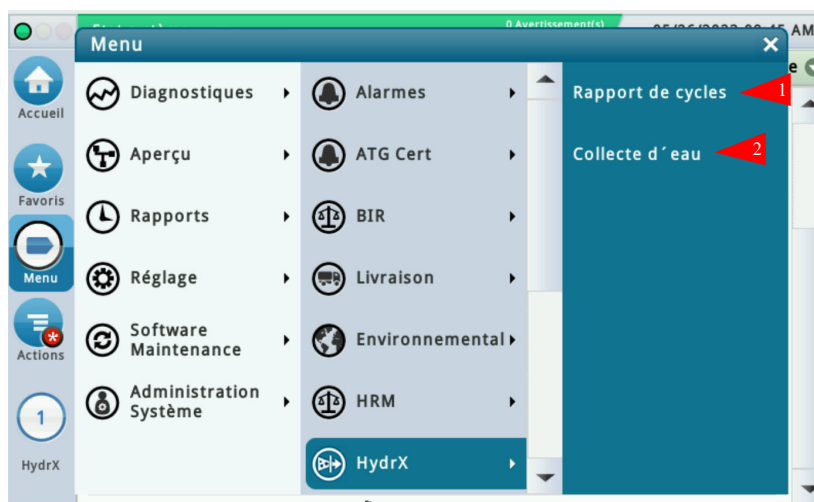 0 Avertissement(s)
Menu
Accueil
Favoris
Menu
Actions
1
HydrX
Diagnostiques
Aperçu
Rapports
Réglage
Software
Maintenance
Administration
Système
Alarmes
ATG Cert
BIR
Livraison
Environnemental
HRM
HydrX
Rapport de cycles
1
Collecte d´eau
2
AM
e